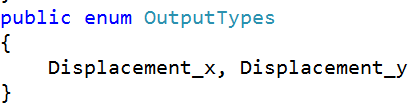 public enum OutputTypes
{
    Displacement_x, Displacement_y
}